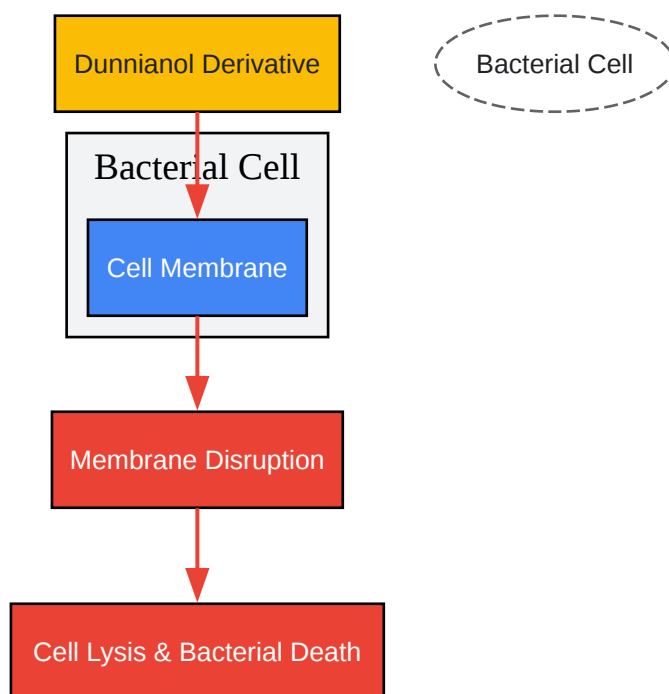 Dunnianol Derivative
Bacterial Cell
Bacterial Cell
Cell Membrane
Membrane Disruption
Cell Lysis & Bacterial Death